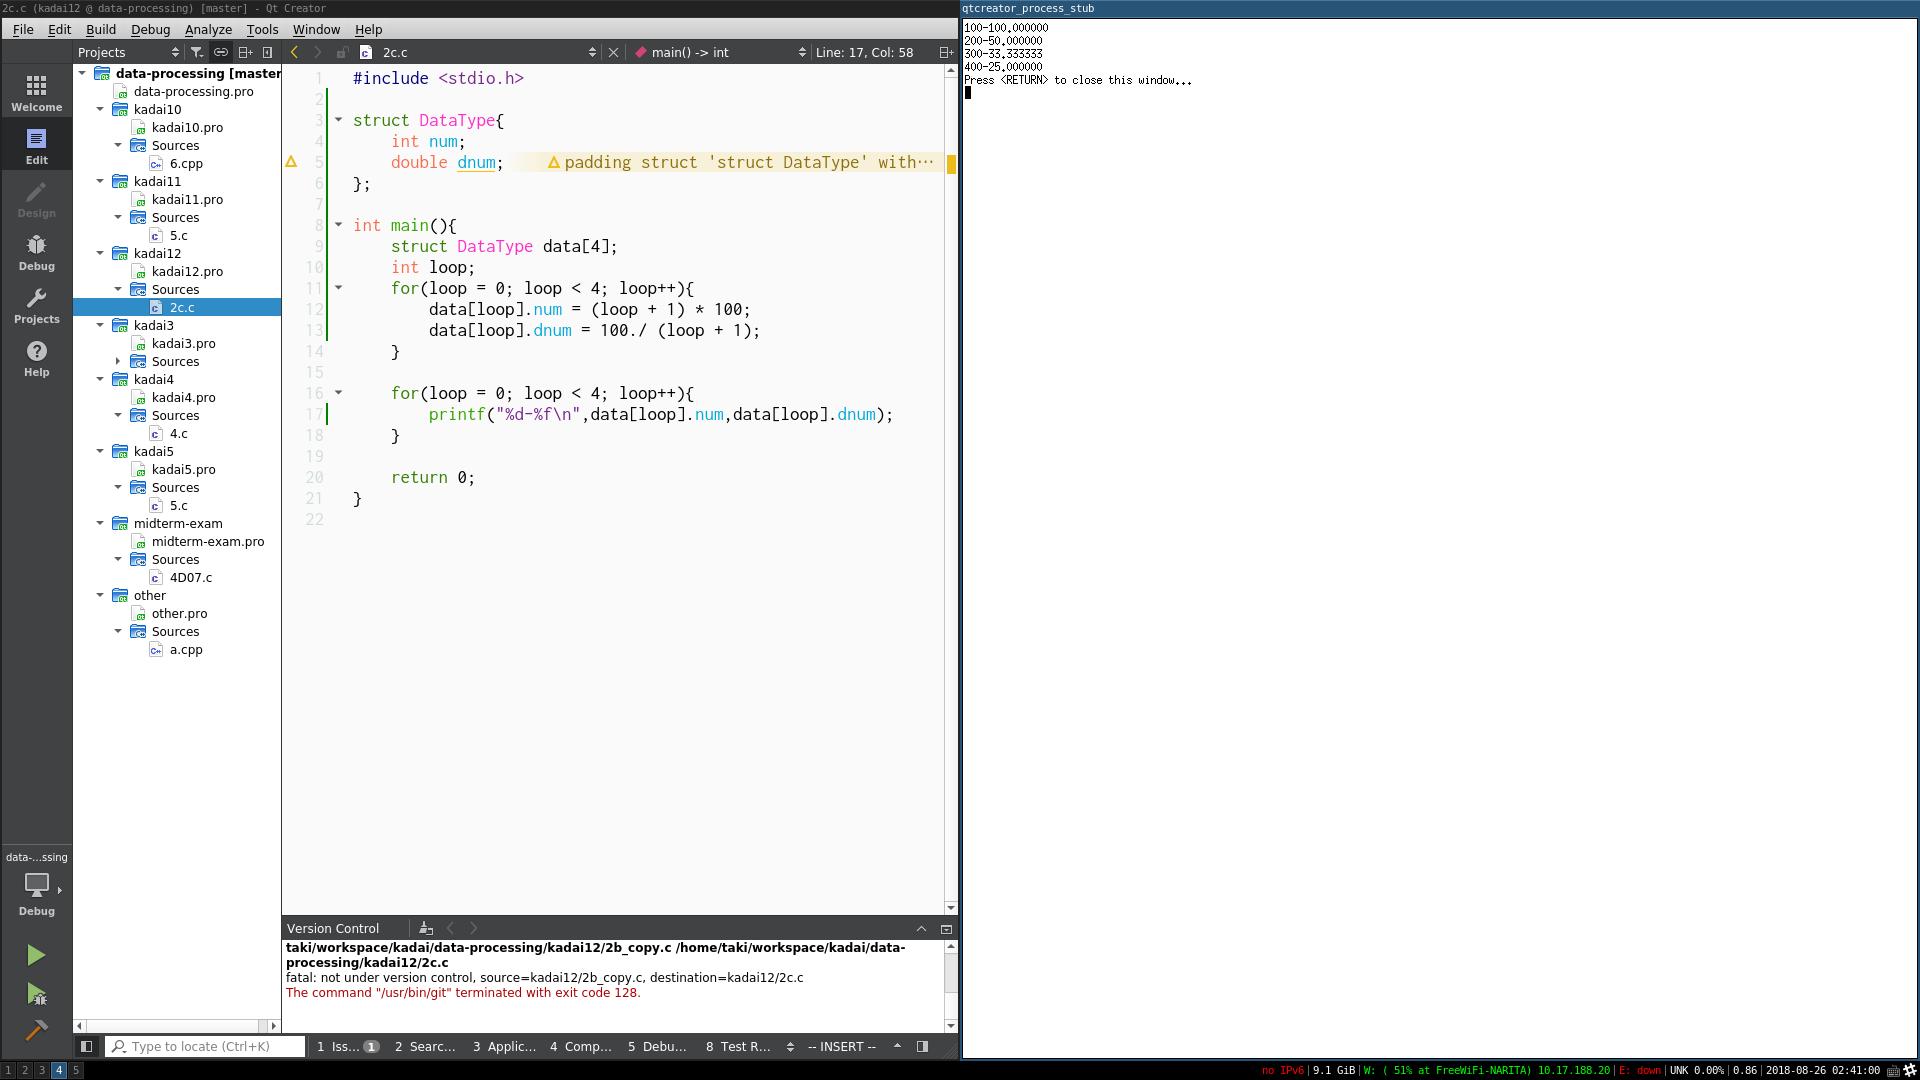 2c.c (kadai12 @ data-processing) [master] - Qt Creator
File Edit Build Debug Analyze Tools Window Help
Projects
2c.c
main() -> int
Line: 17, Col: 58
Welcome
Edit
Design
Debug
Projects
Help
data-...ssing
Debug
data-processing [master
data-processing.pro
kadai10
kadai10.pro
Sources
6.cpp
kadai11
kadai11.pro
Sources
5.c
kadai12
kadai12.pro
Sources
2c.c
kadai3
kadai3.pro
Sources
kadai4
kadai4.pro
Sources
4.c
kadai5
kadai5.pro
Sources
5.c
midterm-exam
midterm-exam.pro
Sources
4D07.c
other
other.pro
Sources
a.cpp
1 #include <stdio.h>
2
3 struct DataType{
4     int num;
5     double dnum; padding struct 'struct DataType' with…
6 };
7
8 int main(){
9     struct DataType data[4];
10     int loop;
11     for(loop = 0; loop < 4; loop++){
12         data[loop].num = (loop + 1) * 100;
13         data[loop].dnum = 100./ (loop + 1);
14     }
15
16     for(loop = 0; loop < 4; loop++){
17         printf("%d-%f\n",data[loop].num,data[loop].dnum);
18     }
19
20     return 0;
21 }
22
Version Control
taki/workspace/kadai/data-processing/kadai12/2b_copy.c /home/taki/workspace/kadai/data-
processing/kadai12/2c.c
fatal: not under version control, source=kadai12/2b_copy.c, destination=kadai12/2c.c
The command "/usr/bin/git" terminated with exit code 128.
Type to locate (Ctrl+K)
1 Iss... 1 2 Searc... 3 Applic... 4 Comp... 5 Debu... 8 Test R... -- INSERT --
qtcreator_process_stub
100-100.000000
200-50.000000
300-33.333333
400-25.000000
Press <RETURN> to close this window...
1 2 3 4 5
no IPv6|9.1 GiB|W: ( 51% at FreeWiFi-NARITA) 10.17.188.20|E: down|UNK 0.00%|0.86|2018-08-26 02:41:00